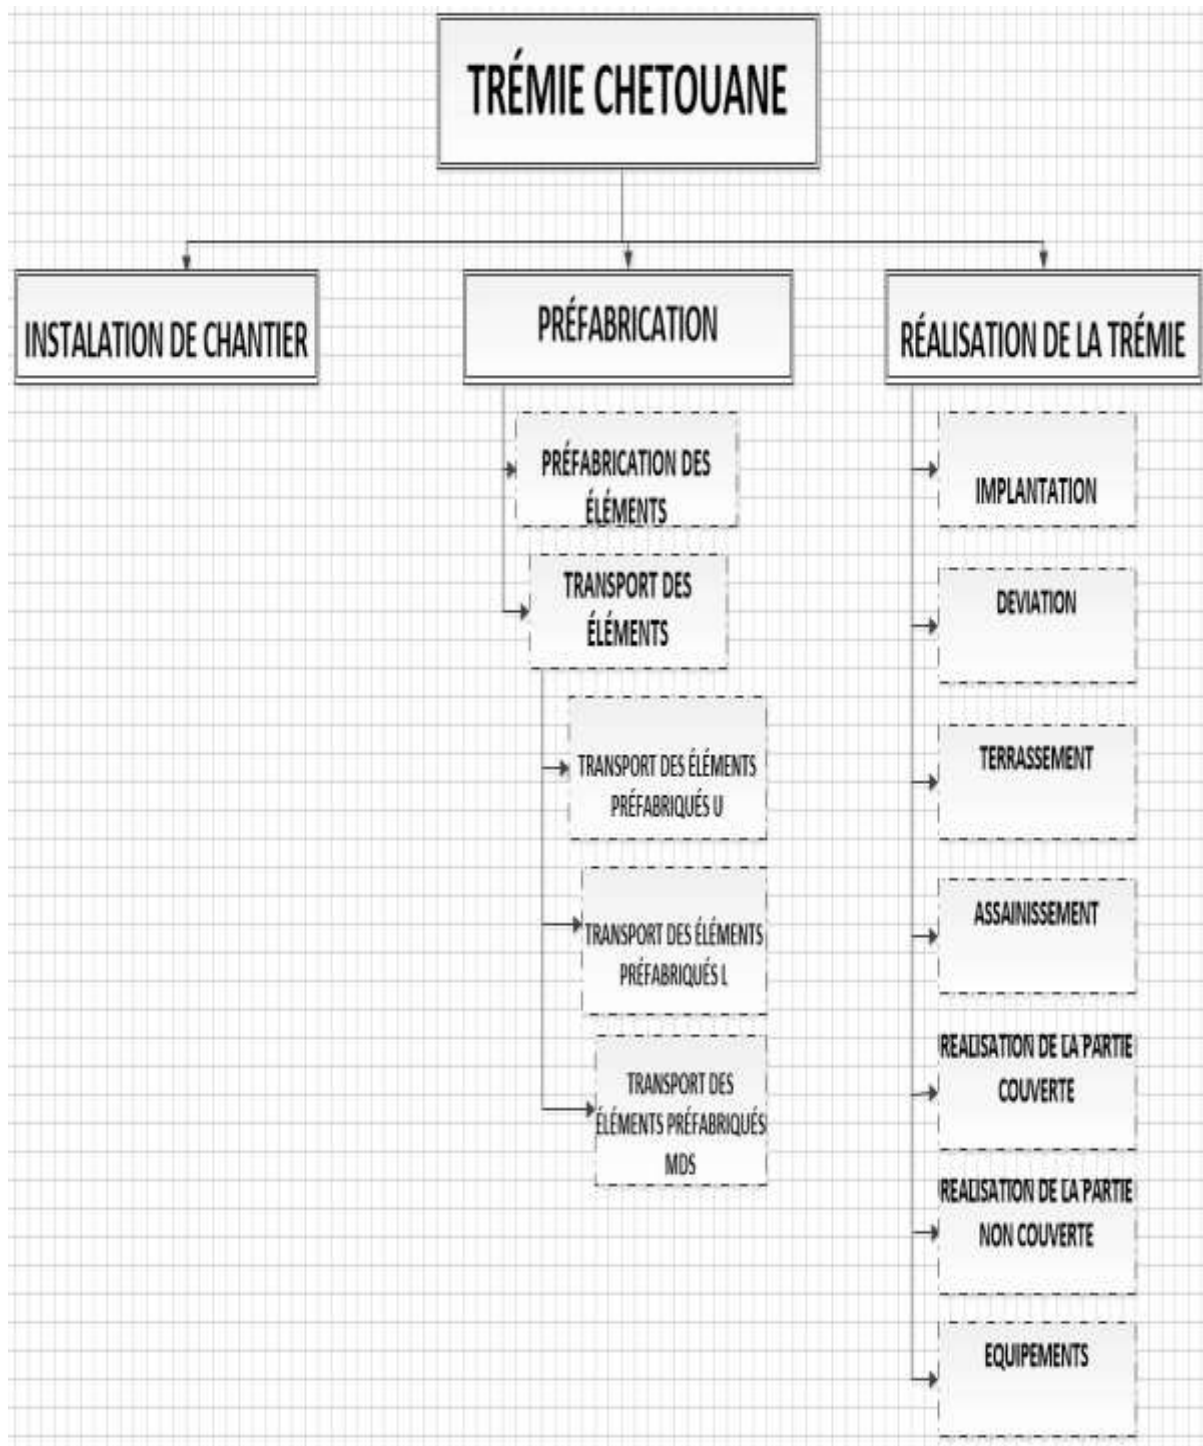 TRÉMIE CHETOUANE
INSTALATION DE CHANTIER
PRÉFABRICATION
PRÉFABRICATION DES
ÉLÉMENTS
TRANSPORT DES
ÉLÉMENTS
TRANSPORT DES ÉLÉMENTS
PRÉFABRIQUÉS U
TRANSPORT DES ÉLÉMENTS
PRÉFABRIQUÉS L
TRANSPORT DES
ÉLÉMENTS PRÉFABRIQUÉS
MDS
RÉALISATION DE LA TRÉMIE
IMPLANTATION
DEVIATION
TERRASSEMENT
ASSAINISSEMENT
REALISATION DE LA PARTIE
COUVERTE
REALISATION DE LA PARTIE
NON COUVERTE
EQUIPEMENTS